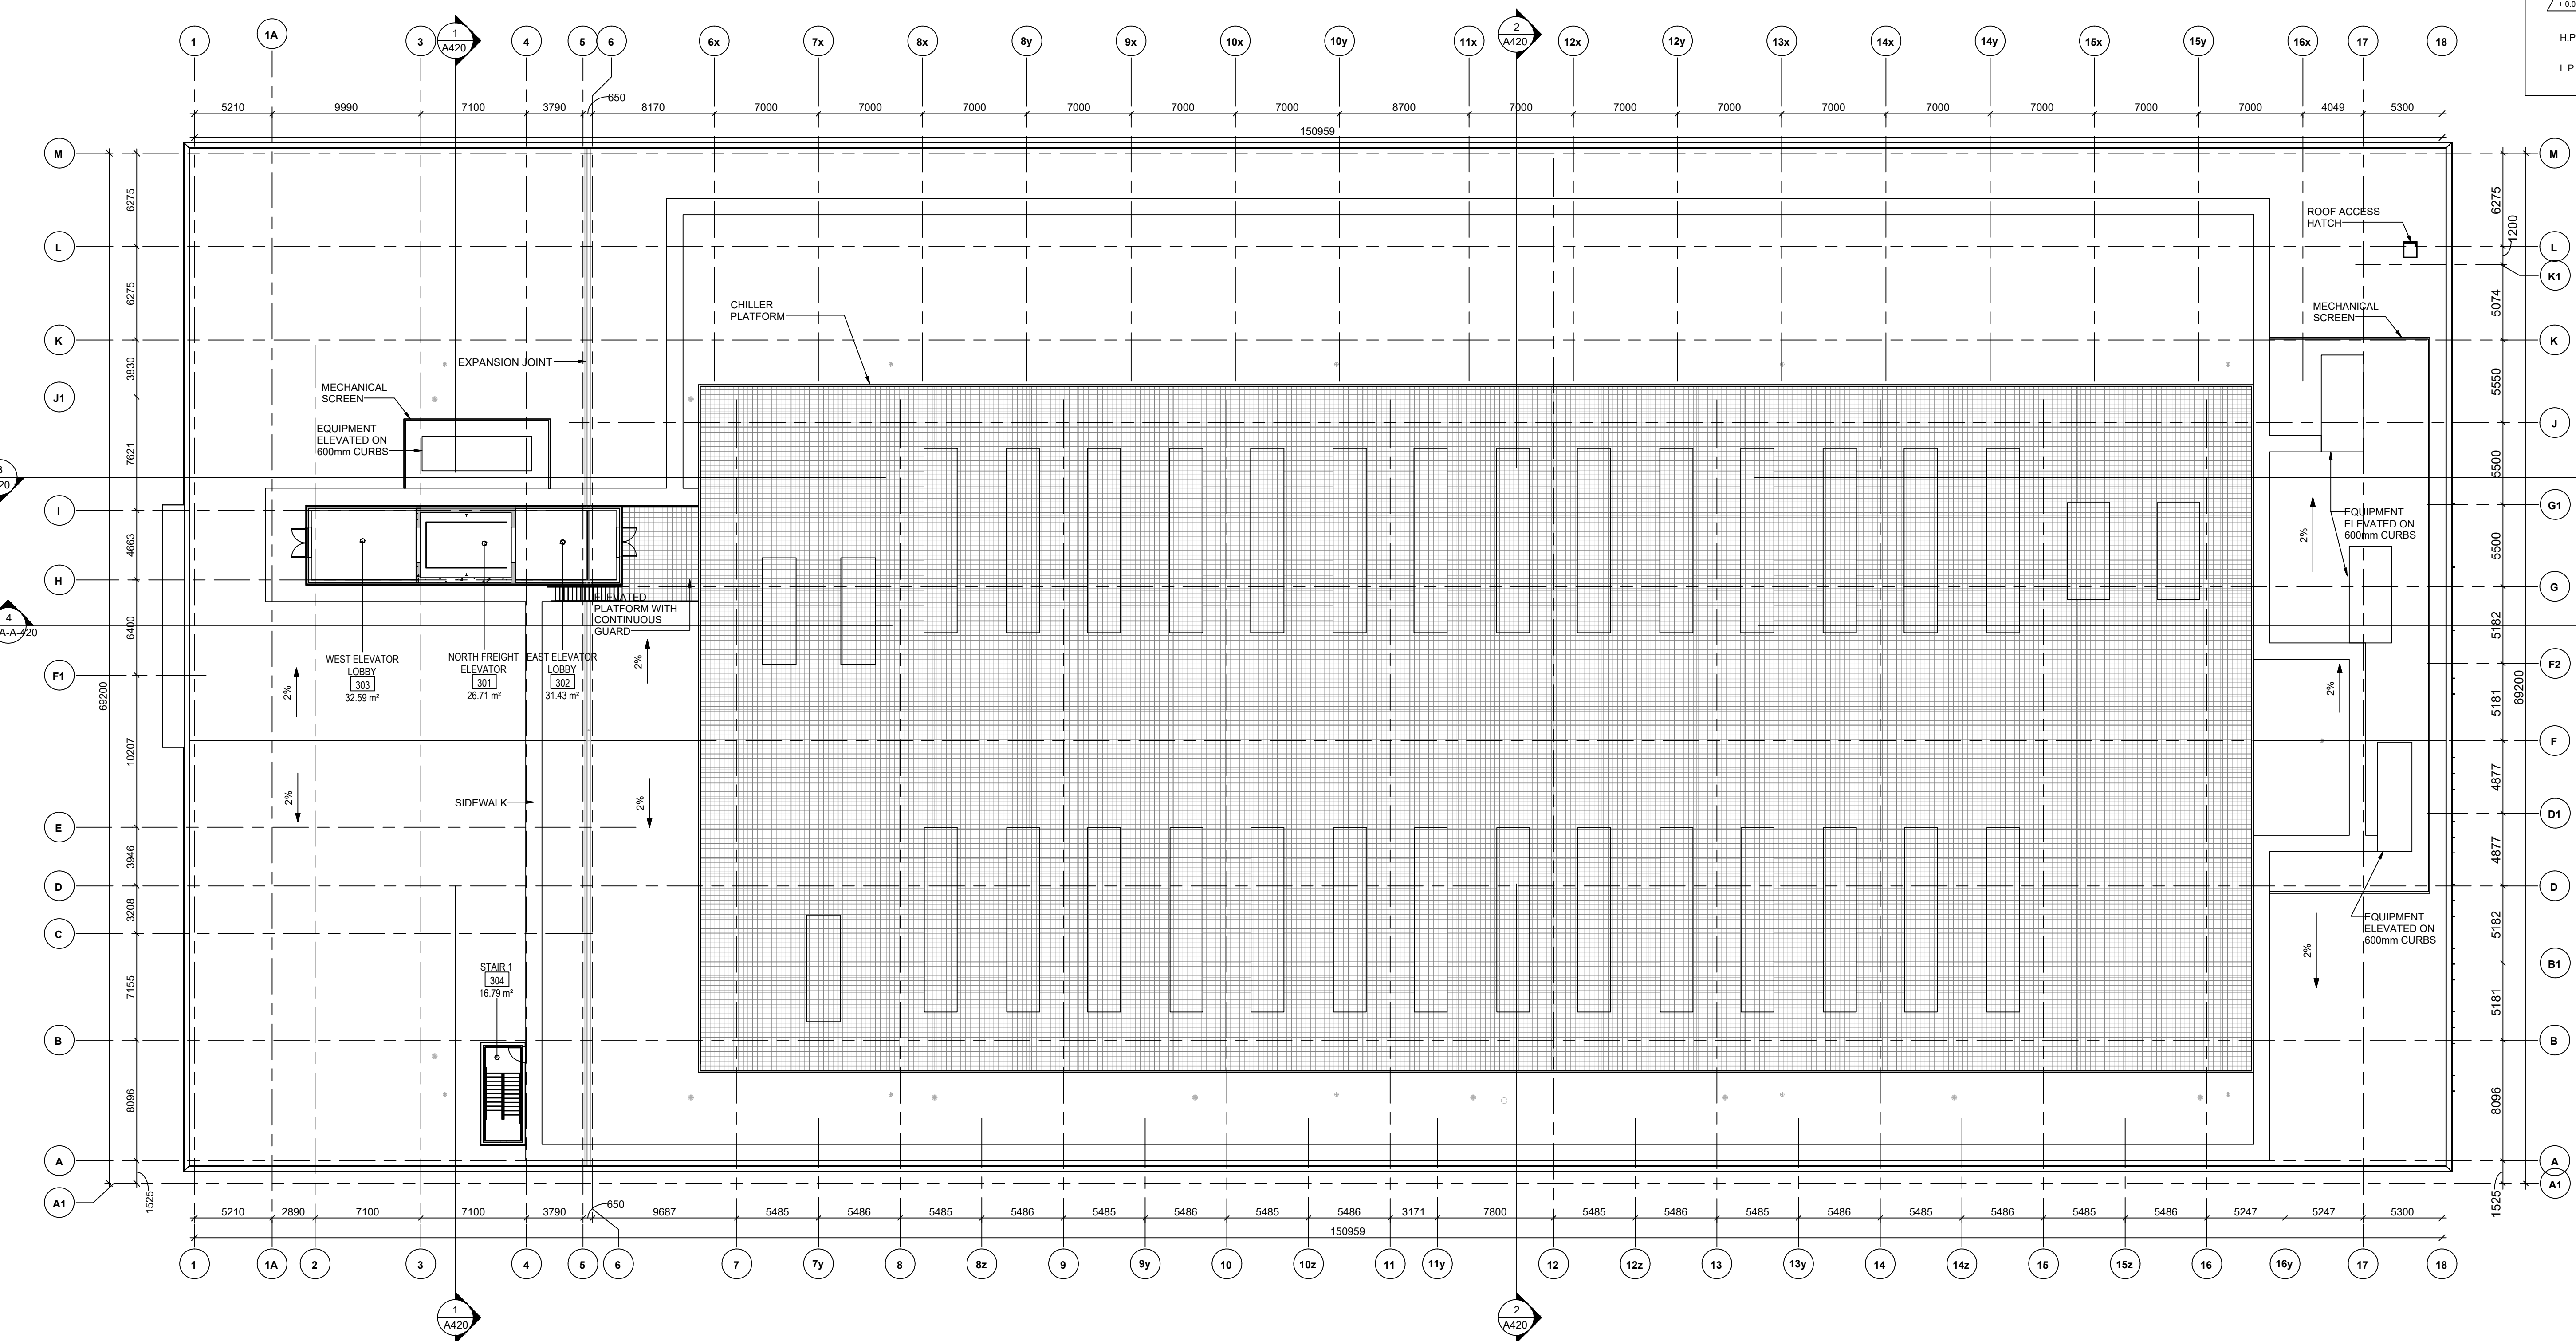 + 0.0
H.P
L.P.
1
1A
3
1
A420
4
5
6
6x
7x
8x
8y
9x
10x
10y
11x
2
A420
12x
12y
13x
14x
14y
15x
15y
16x
17
18
5210
9990
7100
3790
650
8170
7000
7000
7000
7000
7000
7000
8700
7000
7000
7000
7000
7000
7000
7000
7000
4049
5300
150959
M
L
K
J1
I
H
F1
E
D
C
B
A
A1
6275
6275
3830
7621
4663
6400
10207
3946
3208
7155
8096
1525
69200
3
20
4
A-A-420
CHILLER
PLATFORM
EXPANSION JOINT
MECHANICAL
SCREEN
EQUIPMENT
ELEVATED ON
600mm CURBS
ELEVATED
PLATFORM WITH
CONTINUOUS
GUARD
WEST ELEVATOR
LOBBY
303
32.59 m²
NORTH FREIGHT
ELEVATOR
301
26.71 m²
EAST ELEVATOR
LOBBY
302
31.43 m²
2%
2%
2%
2%
SIDEWALK
STAIR 1
304
16.79 m²
ROOF ACCESS
HATCH
MECHANICAL
SCREEN
EQUIPMENT
ELEVATED ON
600mm CURBS
2%
2%
EQUIPMENT
ELEVATED ON
600mm CURBS
2%
M
L
K1
K
J
G1
G
F2
F
D1
D
B1
B
A
A1
6275
1200
5074
5550
5500
5500
5182
5181
4877
4877
5182
5181
8096
1525
69200
5210
2890
7100
7100
3790
650
9687
5485
5486
5485
5486
5485
5486
5485
5486
3171
7800
5485
5486
5485
5486
5485
5486
5485
5486
5247
5247
5300
150959
1
1A
2
3
4
5
6
7
7y
8
8z
9
9y
10
10z
11
11y
12
12z
13
13y
14
14z
15
15z
16
16y
17
18
1
A420
2
A420